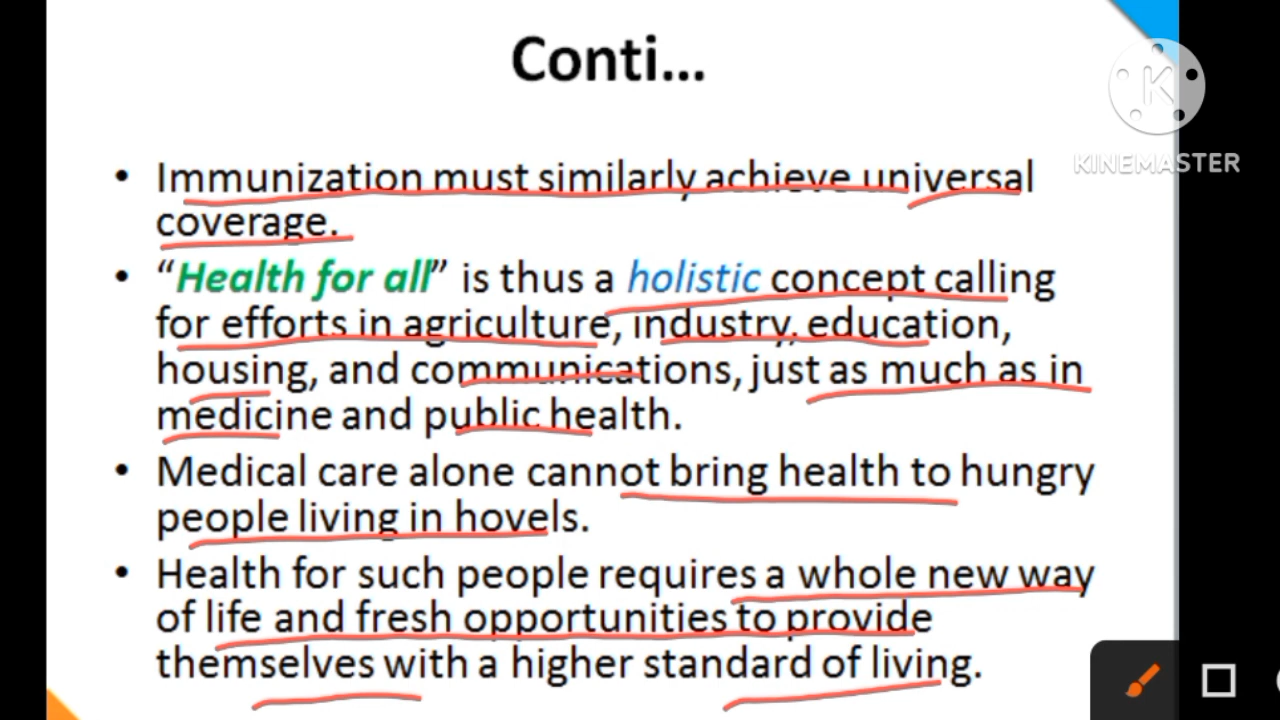 Conti...
KINEMASTER
• Immunization must similarly achieve universal
coverage.
• “Health for all” is thus a holistic concept calling
for efforts in agriculture, industry, education,
housing, and communications, just as much as in
medicine and public health.
• Medical care alone cannot bring health to hungry
people living in hovels.
• Health for such people requires a whole new way
of life and fresh opportunities to provide
themselves with a higher standard of living.